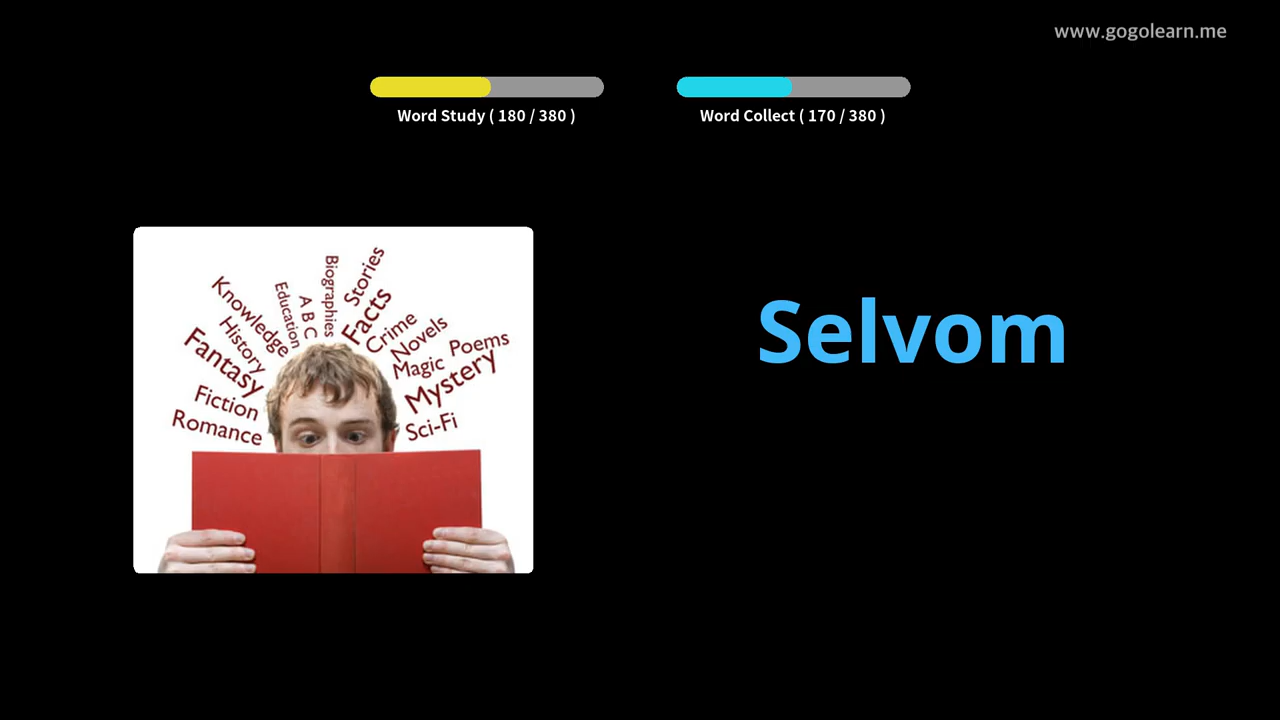 www.gogolearn.me
Word Study ( 180 / 380 )
Word Collect ( 170 / 380 )
Selvom
Stories
Biographies
Facts
A B C
Education
Knowledge
Crime
Novels
History
Poems
Fantasy
Magic
Mystery
Fiction
Romance
Sci-Fi